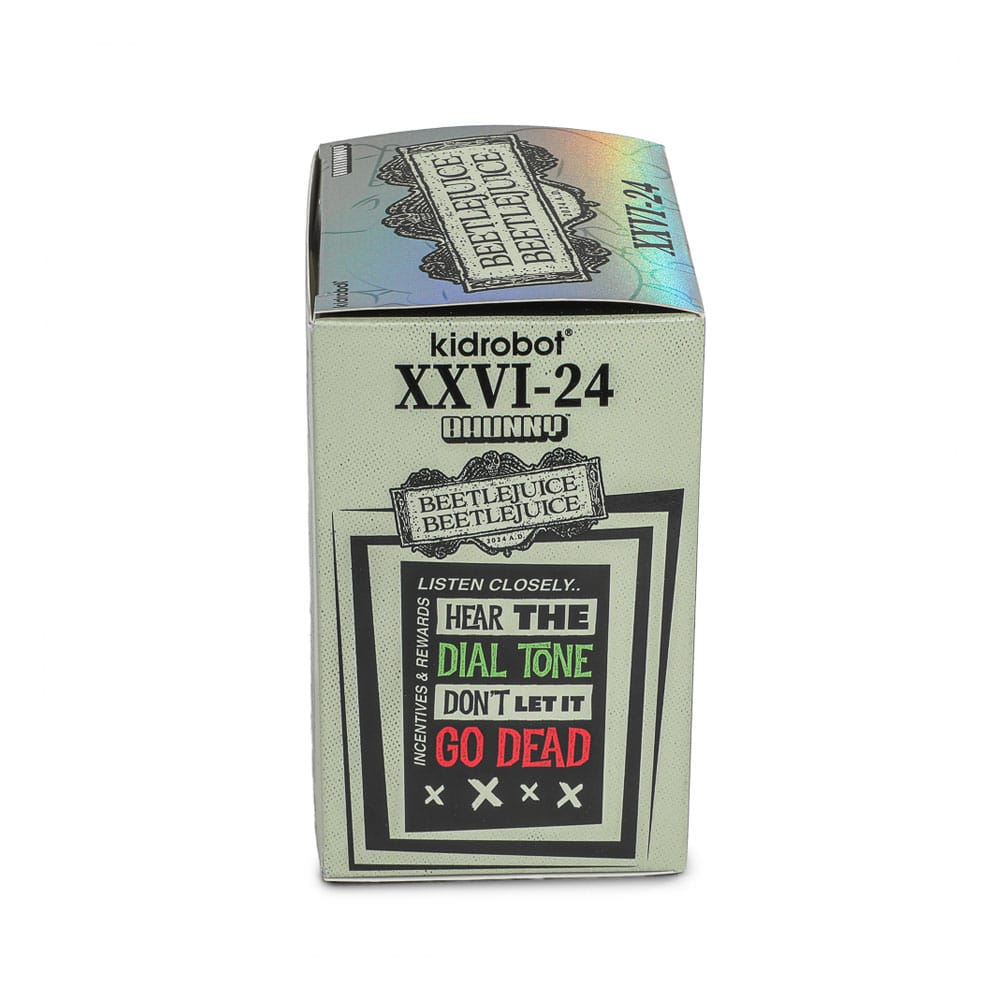 BHUNNY
BEETLEJUICE
BEETLEJUICE
XXVI-24
kidrobot®
kidrobot®
XXVI-24
BHUNNY™
BEETLEJUICE
BEETLEJUICE
2024 A.D.
LISTEN CLOSELY..
INCENTIVES & REWARDS
HEAR THE
DIAL TONE
DON'T LET IT
GO DEAD
X X X X